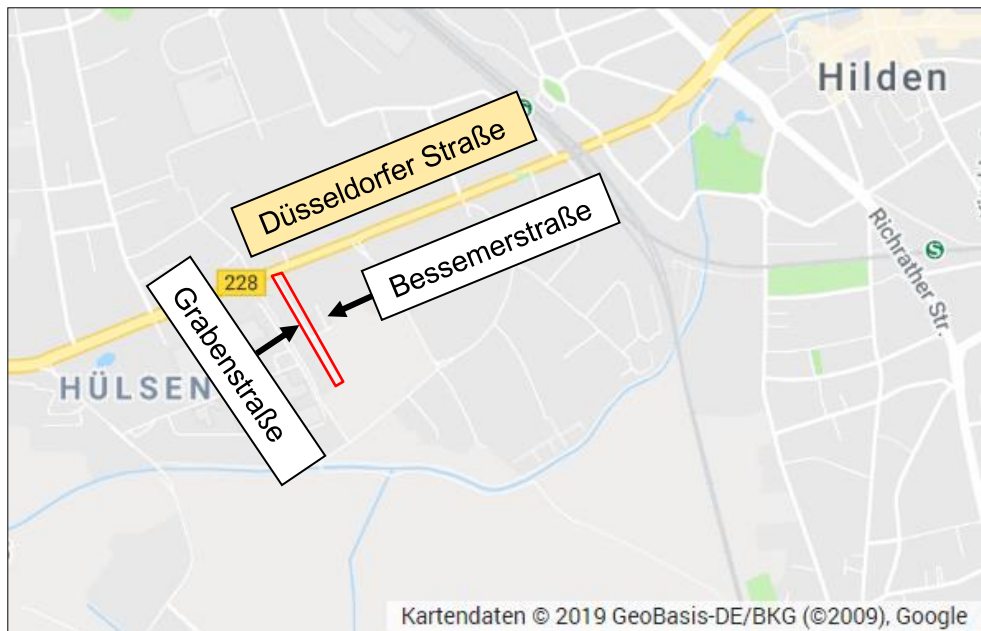 Hilden
Düsseldorfer Straße
Bessemerstraße
Richrather Str.
S
228
Grabenstraße
HÜLSEN
Kartendaten © 2019 GeoBasis-DE/BKG (©2009), Google